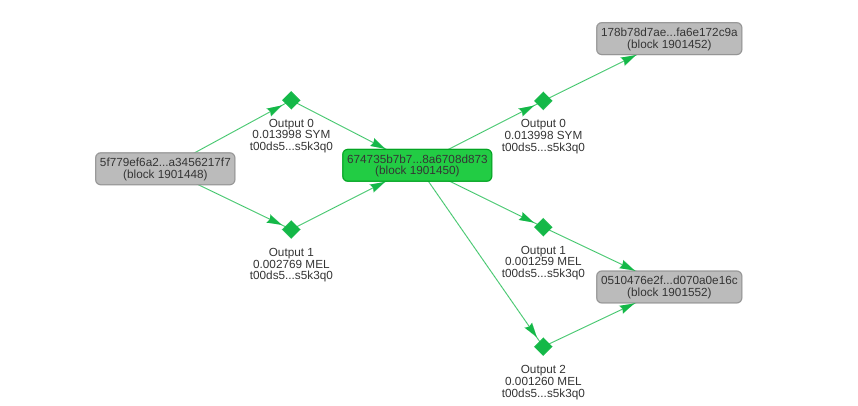 178b78d7ae...fa6e172c9a
(block 1901452)
Output 0
0.013998 SYM
t00ds5...s5k3q0
Output 0
0.013998 SYM
t00ds5...s5k3q0
5f779ef6a2...a3456217f7
(block 1901448)
674735b7b7...8a6708d873
(block 1901450)
Output 1
0.002769 MEL
t00ds5...s5k3q0
Output 1
0.001259 MEL
t00ds5...s5k3q0
0510476e2f...d070a0e16c
(block 1901552)
Output 2
0.001260 MEL
t00ds5...s5k3q0